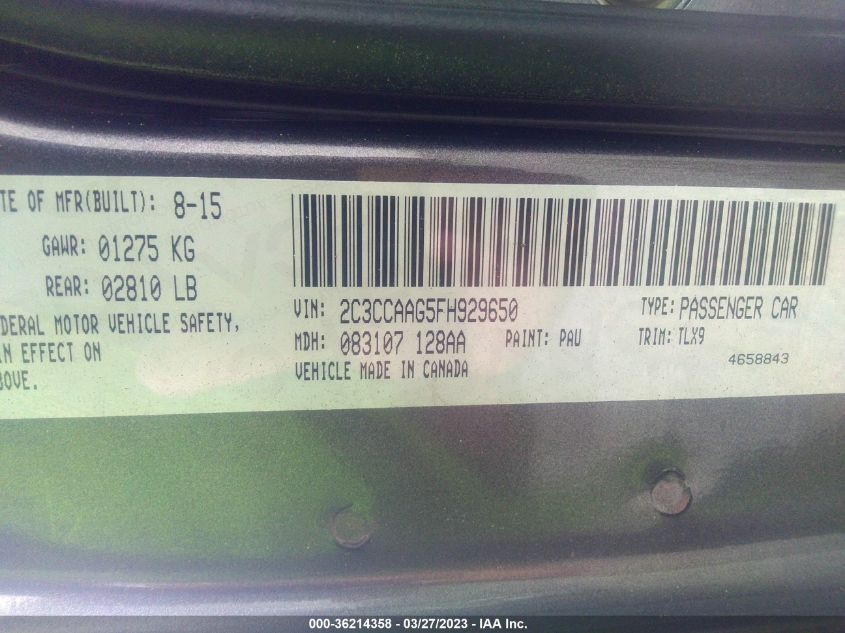 TE OF MFR(BUILT): 8-15
GAWR: 01275 KG
REAR: 02810 LB
DERAL MOTOR VEHICLE SAFETY,
N EFFECT ON
BOVE.
VIN: 2C3CCAAG5FH929650 TYPE: PASSENGER CAR
MDH: 083107 128AA PAINT: PAU TRIM: TLX9
VEHICLE MADE IN CANADA 4658843
000-36214358 — 03/27/2023 — IAA Inc.